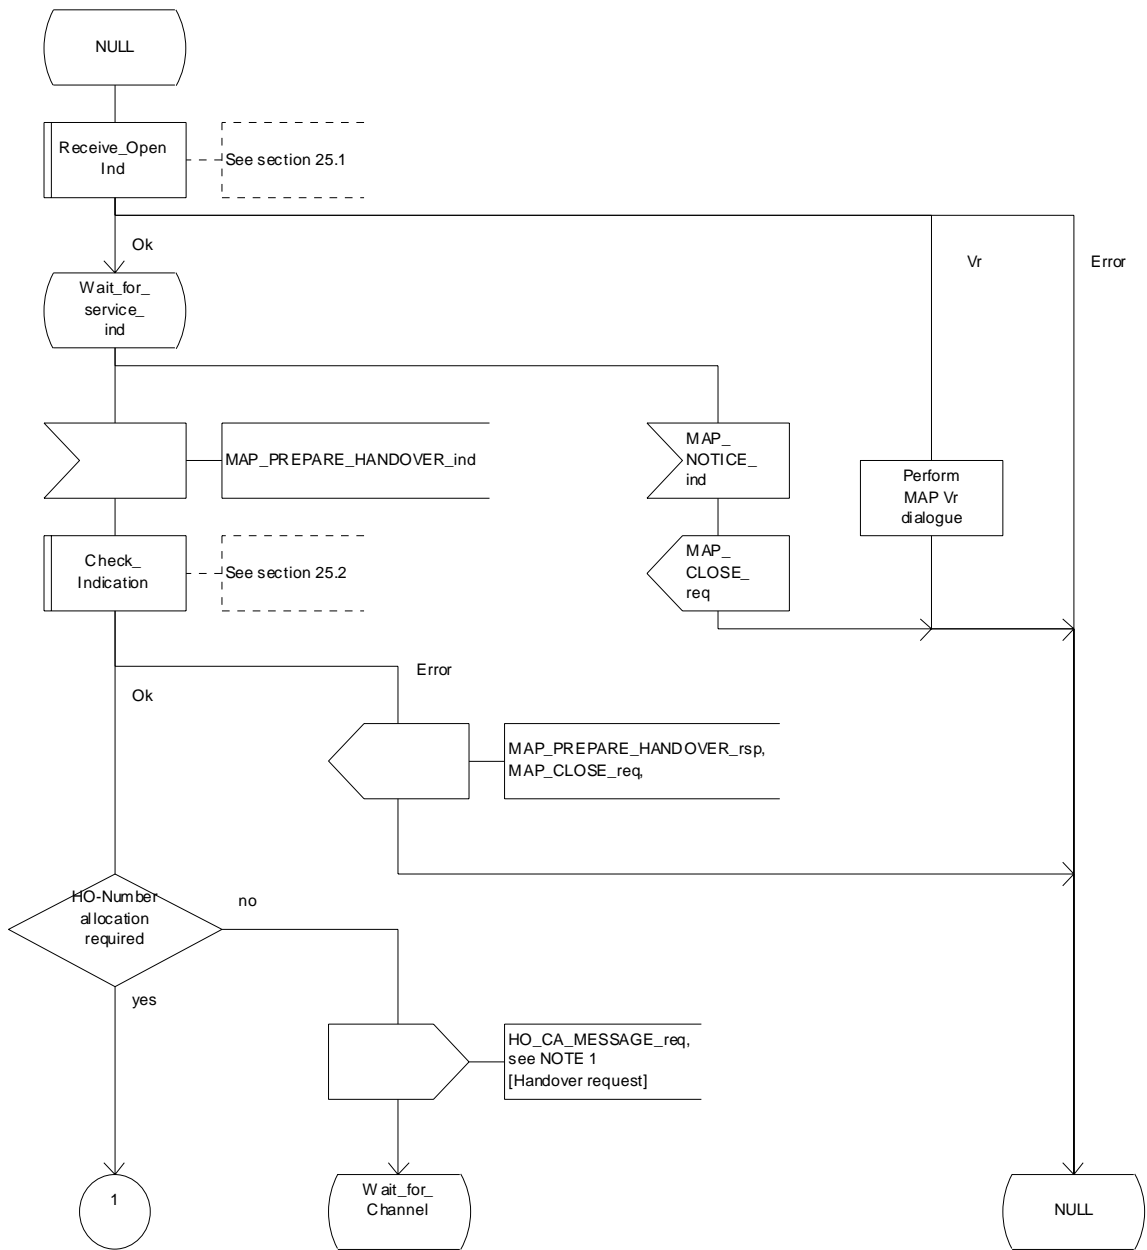 NULL
Receive_Open
Ind
See section 25.1
Ok
Vr
Error
Wait_for_
service_
ind
MAP_PREPARE_HANDOVER_ind
MAP_
NOTICE_
ind
Perform
MAP Vr
dialogue
Check_
Indication
See section 25.2
MAP_
CLOSE_
req
Ok
Error
MAP_PREPARE_HANDOVER_rsp,
MAP_CLOSE_req,
HO-Number
allocation
required
no
yes
HO_CA_MESSAGE_req,
see NOTE 1
[Handover request]
1
Wait_for_
Channel
NULL